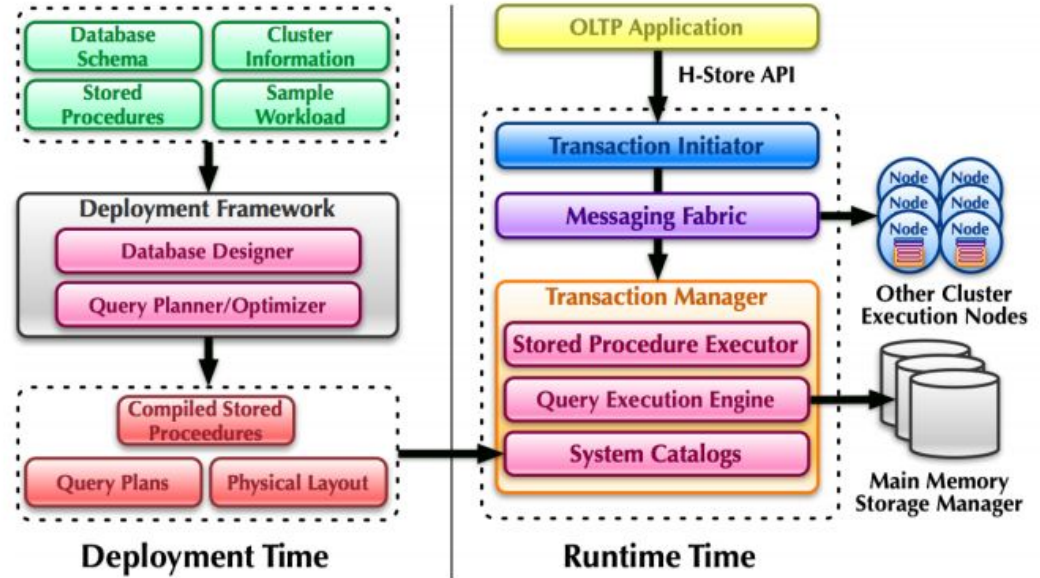 Database
Schema
Cluster
Information
Stored
Procedures
Sample
Workload
Deployment Framework
Database Designer
Query Planner/Optimizer
Compiled Stored
Proceedures
Query Plans
Physical Layout
Deployment Time
OLTP Application
H-Store API
Transaction Initiator
Messaging Fabric
Transaction Manager
Stored Procedure Executor
Query Execution Engine
System Catalogs
Node
Node
Node
Node
Node
Node
Other Cluster
Execution Nodes
Main Memory
Storage Manager
Runtime Time